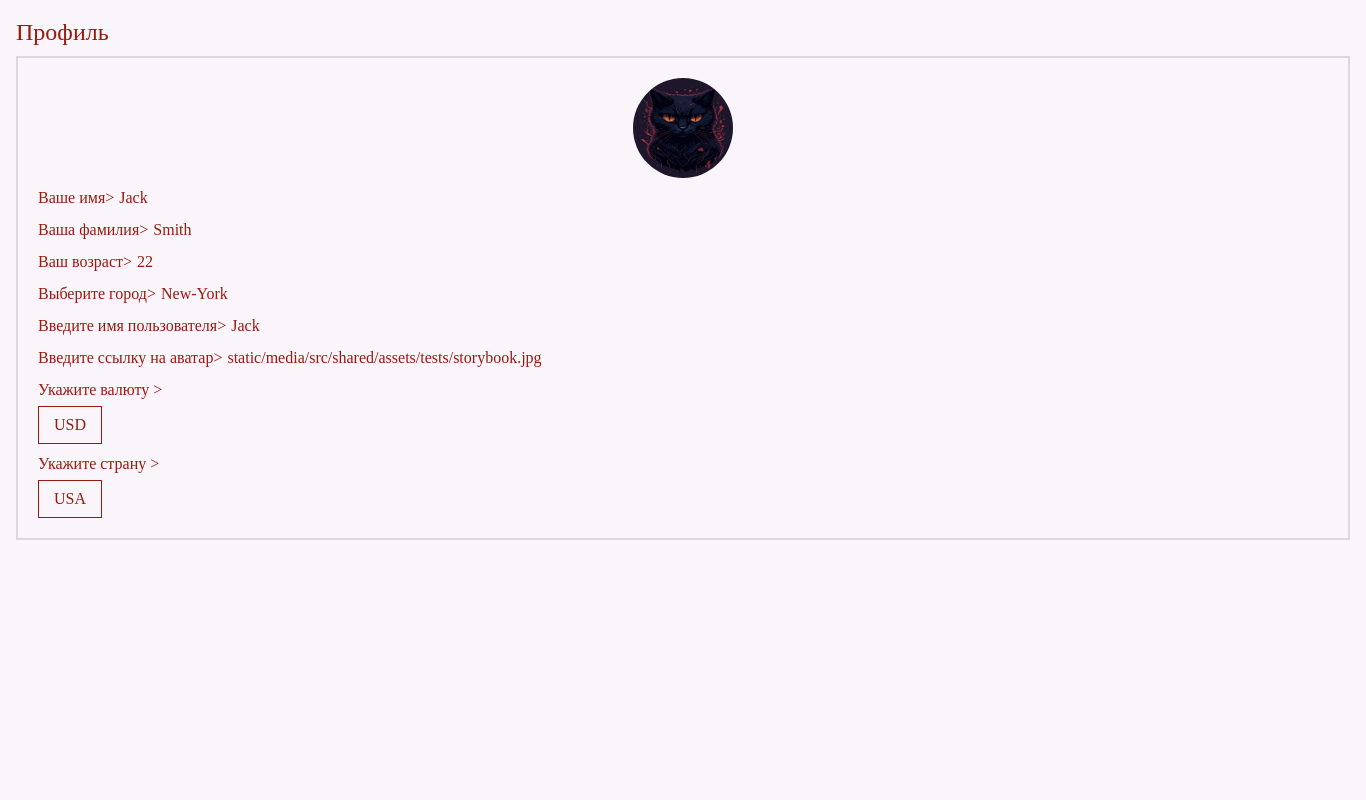 Профиль
Ваше имя> Jack
Ваша фамилия> Smith
Ваш возраст> 22
Выберите город> New-York
Введите имя пользователя> Jack
Введите ссылку на аватар> static/media/src/shared/assets/tests/storybook.jpg
Укажите валюту >
USD
Укажите страну >
USA